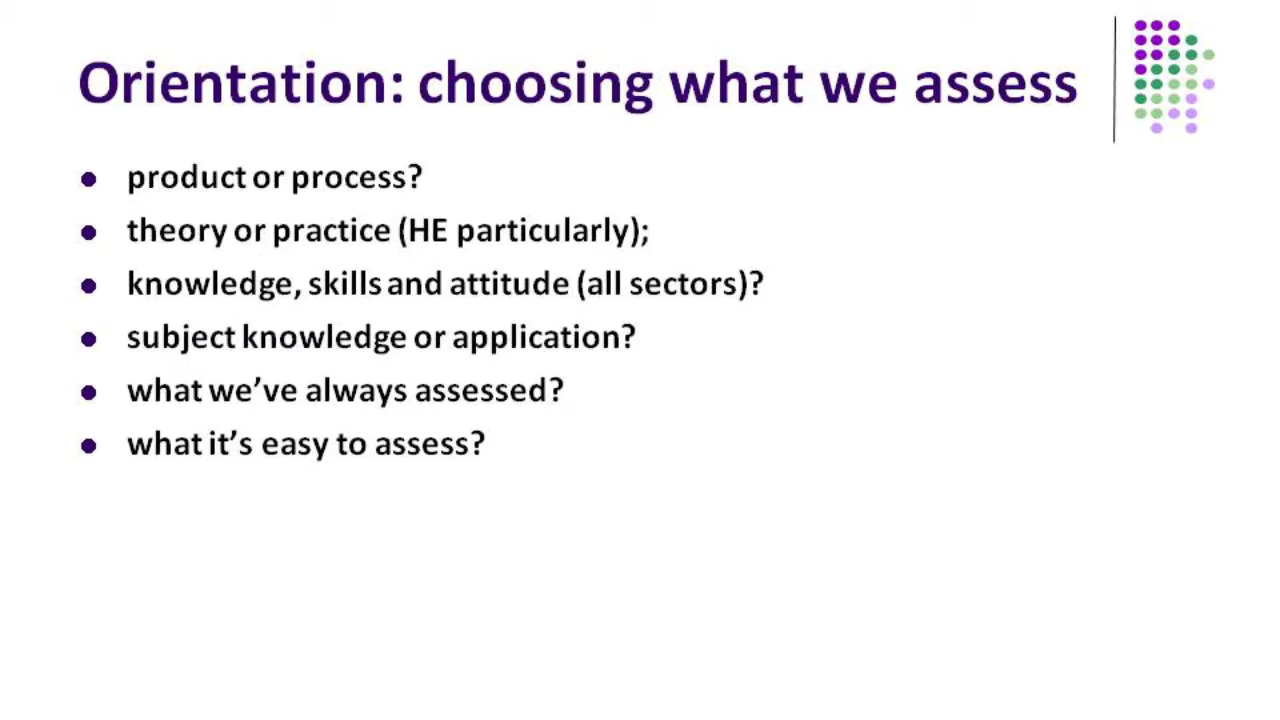 Orientation: choosing what we assess
product or process?
theory or practice (HE particularly);
knowledge, skills and attitude (all sectors)?
subject knowledge or application?
what we’ve always assessed?
what it’s easy to assess?